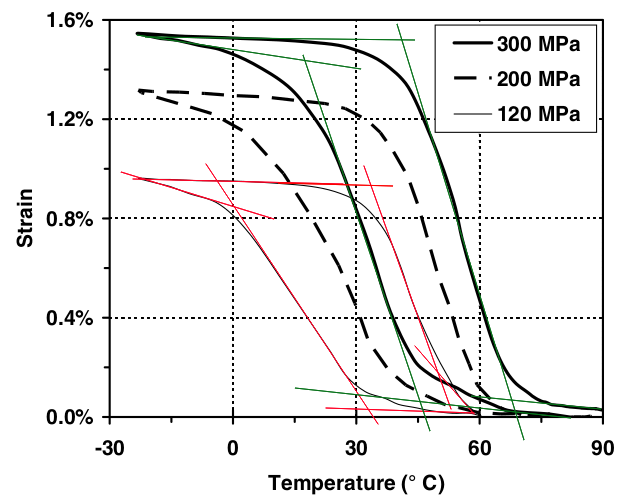 1.6%
1.2%
0.8%
0.4%
0.0%
Strain
300 MPa
200 MPa
120 MPa
-30 0 30 60 90
Temperature (° C)